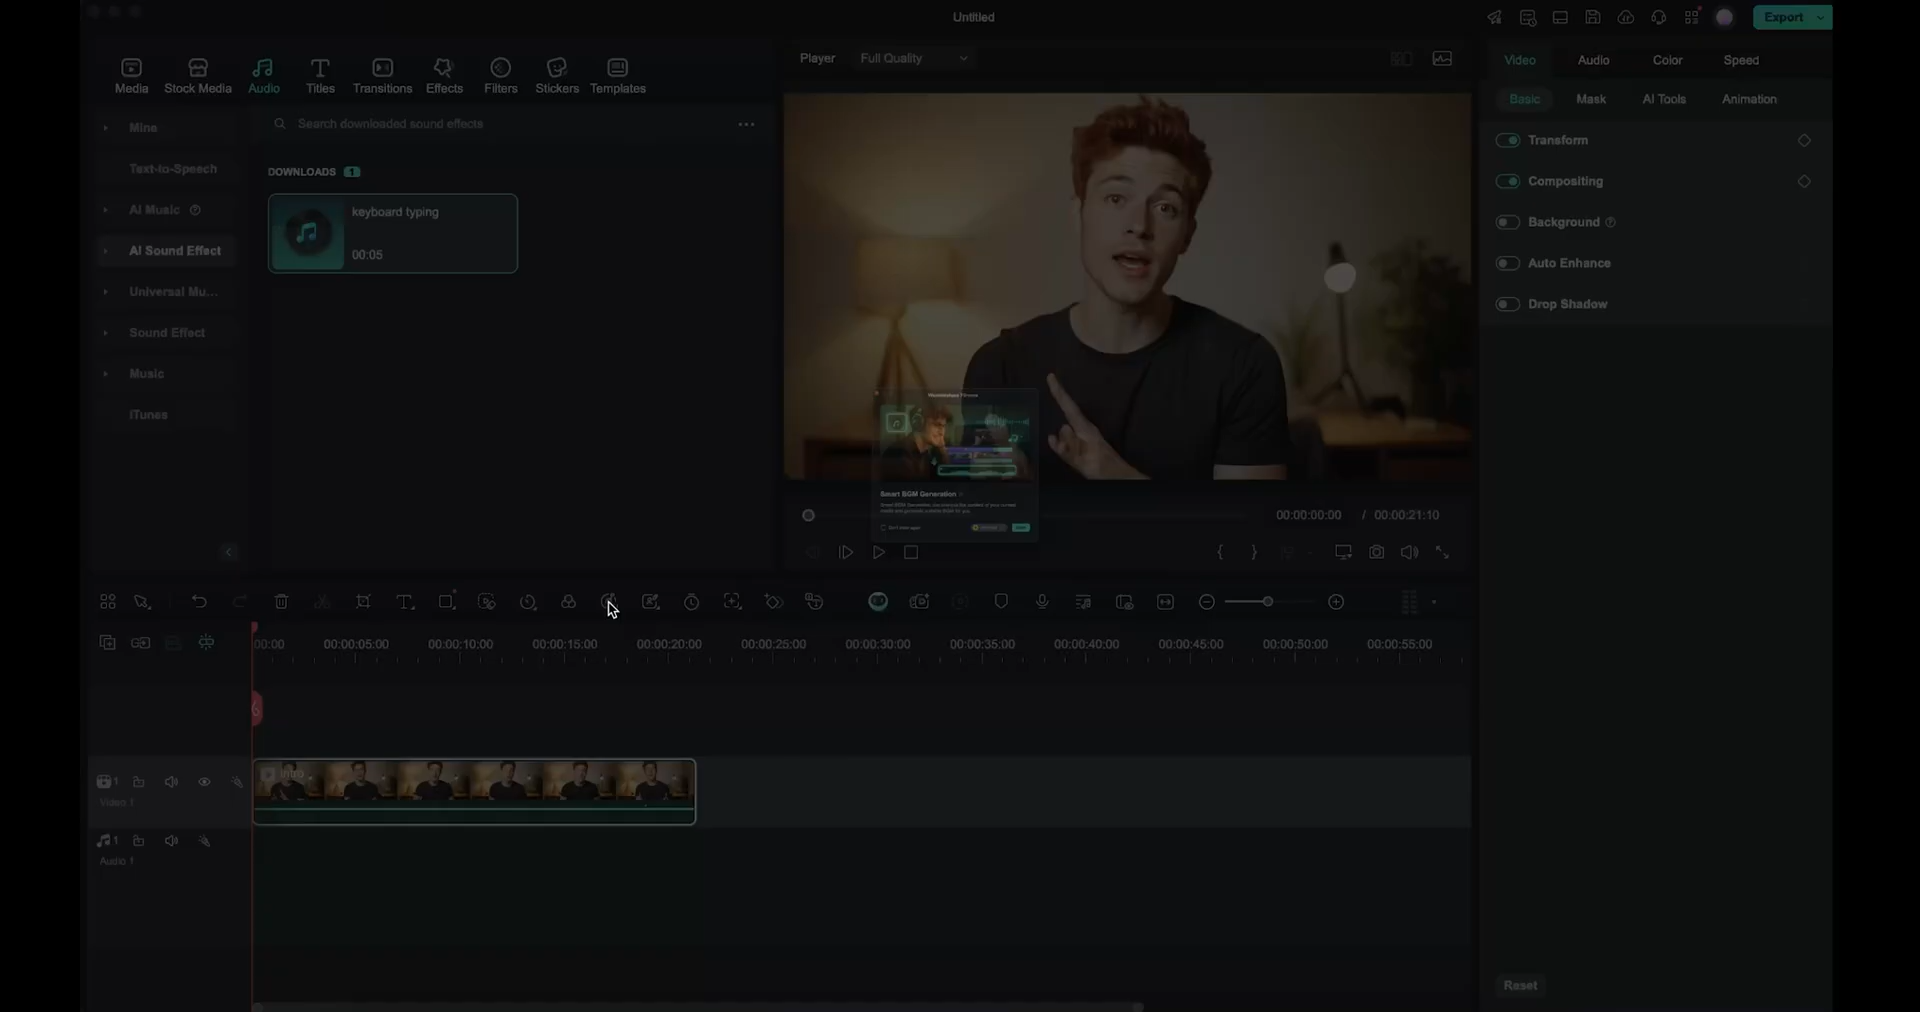 Untitled
Export
Media
Stock Media
Audio
Titles
Transitions
Effects
Filters
Stickers
Templates
Player
Full Quality
Video
Audio
Color
Speed
Basic
Mask
AI Tools
Animation
Mine
Text-to-Speech
AI Music
AI Sound Effect
Universal Mu...
Sound Effect
Music
iTunes
Search downloaded sound effects
DOWNLOADS 1
keyboard typing
00:05
Transform
Compositing
Background
Auto Enhance
Drop Shadow
Smart BGM Generation
00:00:00:00 / 00:00:21:10
00:00
00:00:05:00
00:00:10:00
00:00:15:00
00:00:20:00
00:00:25:00
00:00:30:00
00:00:35:00
00:00:40:00
00:00:45:00
00:00:50:00
00:00:55:00
1
Video 1
Intro
1
Audio 1
Reset